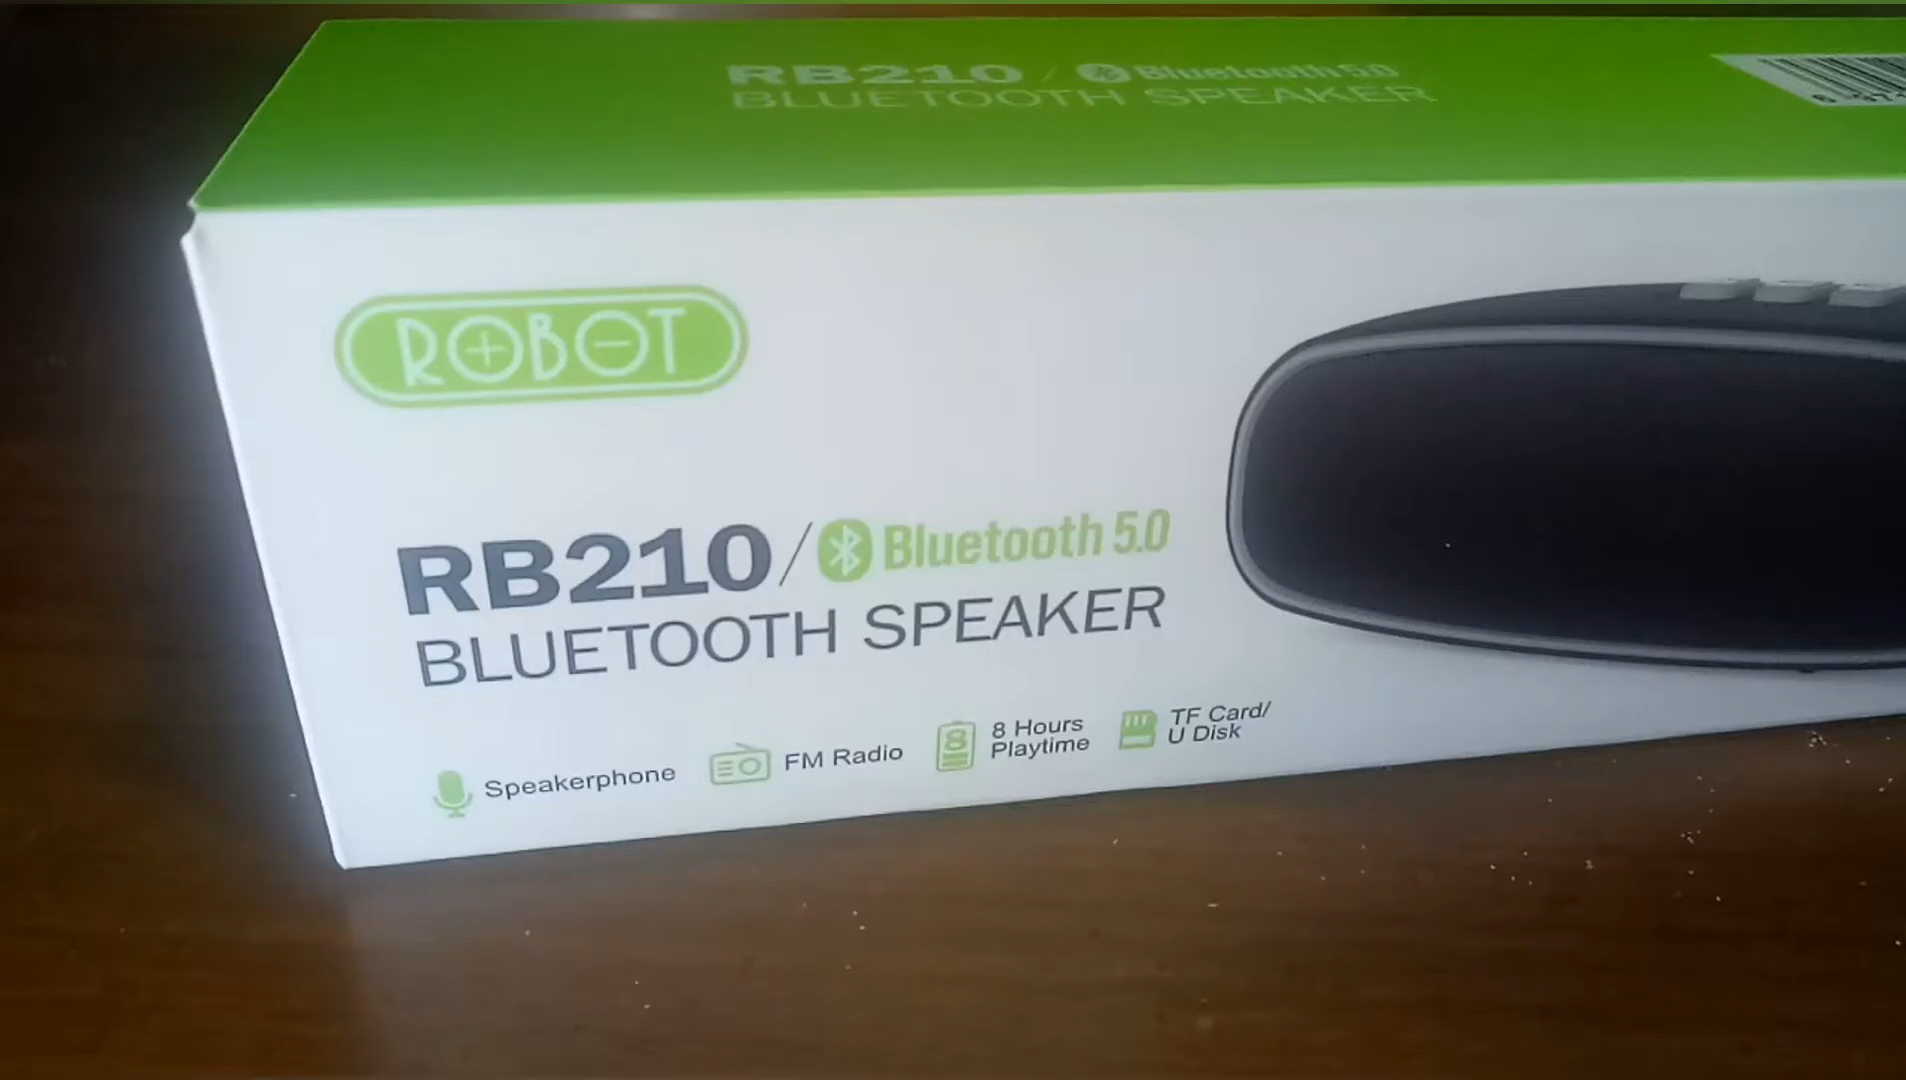 RB210 / Bluetooth 5.0
BLUETOOTH SPEAKER
ROBOT
RB210 / Bluetooth 5.0
BLUETOOTH SPEAKER
Speakerphone
FM Radio
8
8 Hours
Playtime
TF Card/
U Disk